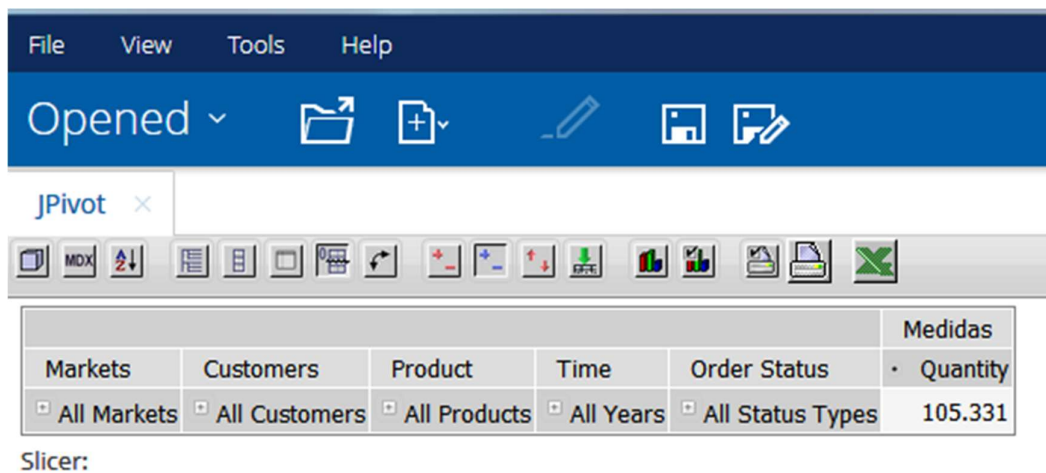 File View Tools Help
Opened
JPivot
MDX
Medidas
Markets Customers Product Time Order Status Quantity
All Markets All Customers All Products All Years All Status Types 105.331
Slicer: